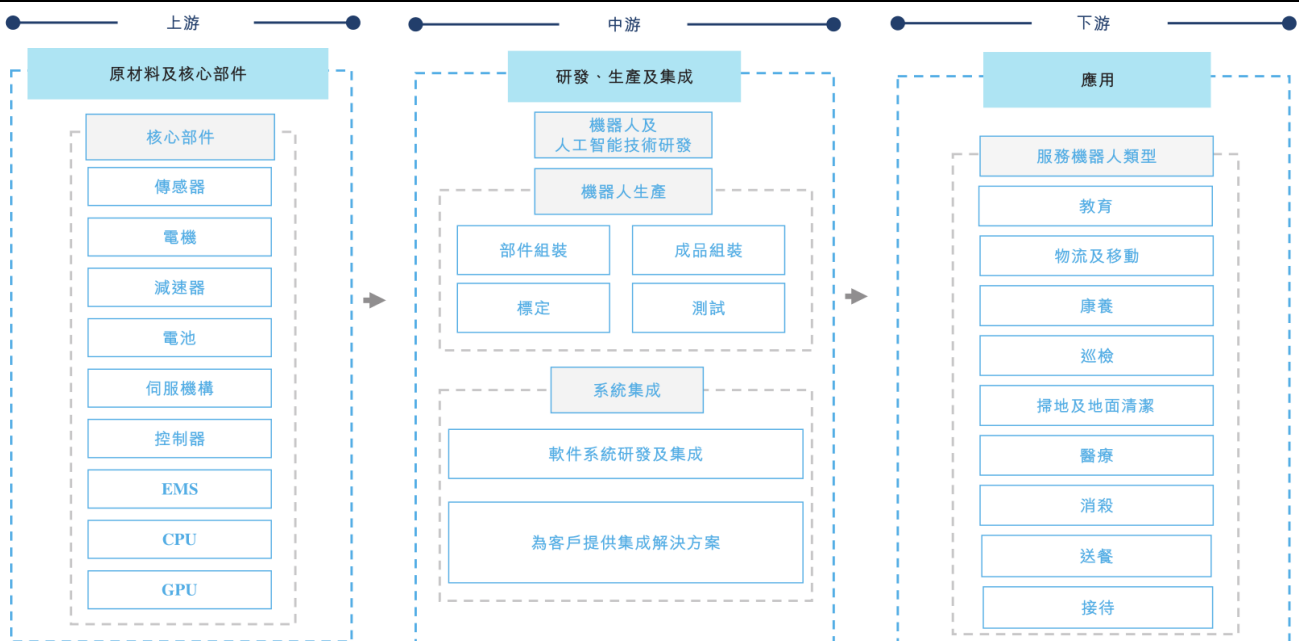 上游
中游
下游
原材料及核心部件
核心部件
傳感器
電機
減速器
電池
伺服機構
控制器
EMS
CPU
GPU
研發、生產及集成
機器人及
人工智能技術研發
機器人生產
部件組裝
成品組裝
標定
測試
系統集成
軟件系統研發及集成
為客戶提供集成解決方案
應用
服務機器人類型
教育
物流及移動
康養
巡檢
掃地及地面清潔
醫療
消殺
送餐
接待